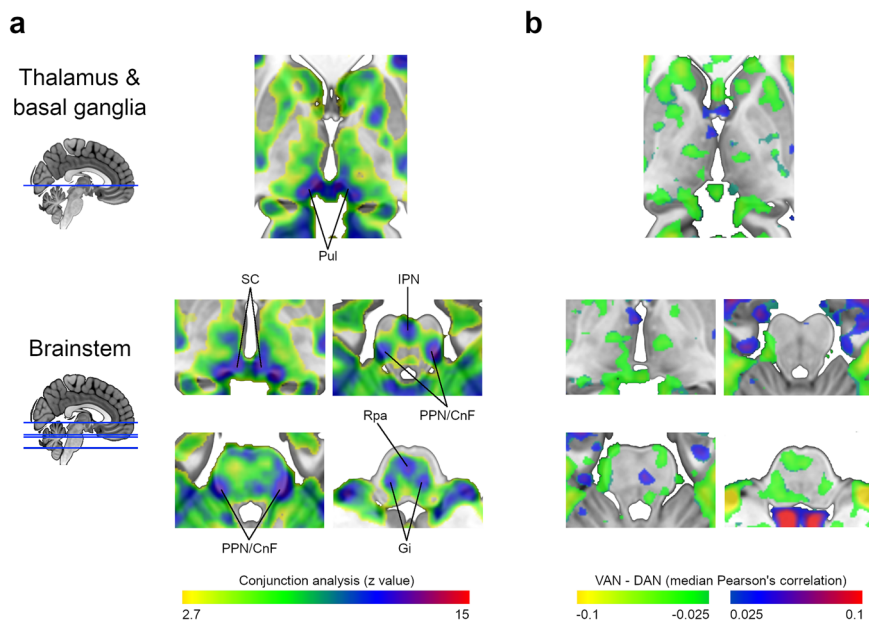 a
b
Thalamus &
basal ganglia
Pul
SC
IPN
Brainstem
PPN/CnF
Rpa
PPN/CnF
Gi
Conjunction analysis (z value)
2.7
15
VAN - DAN (median Pearson's correlation)
-0.1
-0.025
0.025
0.1